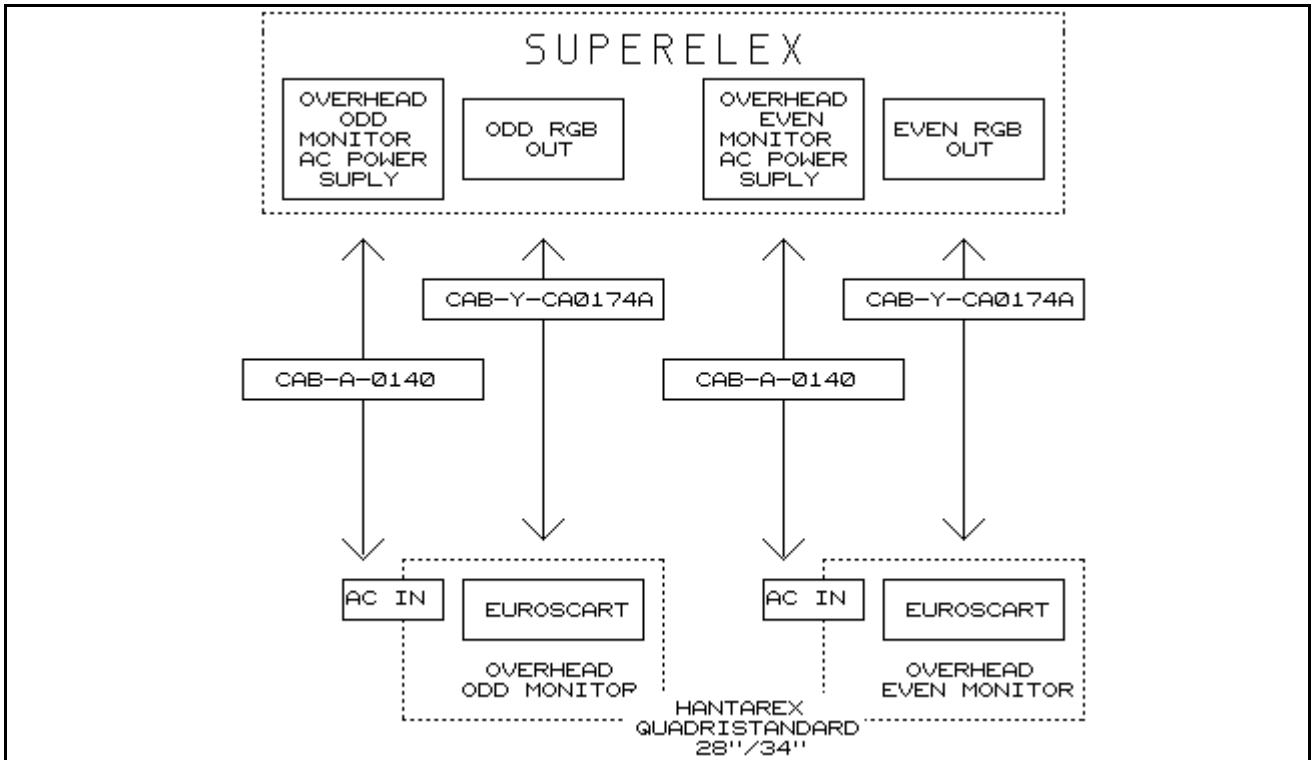 SUPERELEX
OVERHEAD
ODD
MONITOR
AC POWER
SUPLY
ODD RGB
OUT
OVERHEAD
EVEN
MONITOR
AC POWER
SUPLY
EVEN RGB
OUT
CAB-Y-CA0174A
CAB-Y-CA0174A
CAB-A-0140
CAB-A-0140
AC IN
EUROSCART
OVERHEAD
ODD MONITOR
AC IN
EUROSCART
OVERHEAD
EVEN MONITOR
HANTAREX
QUADRISTANDARD
28"/34"